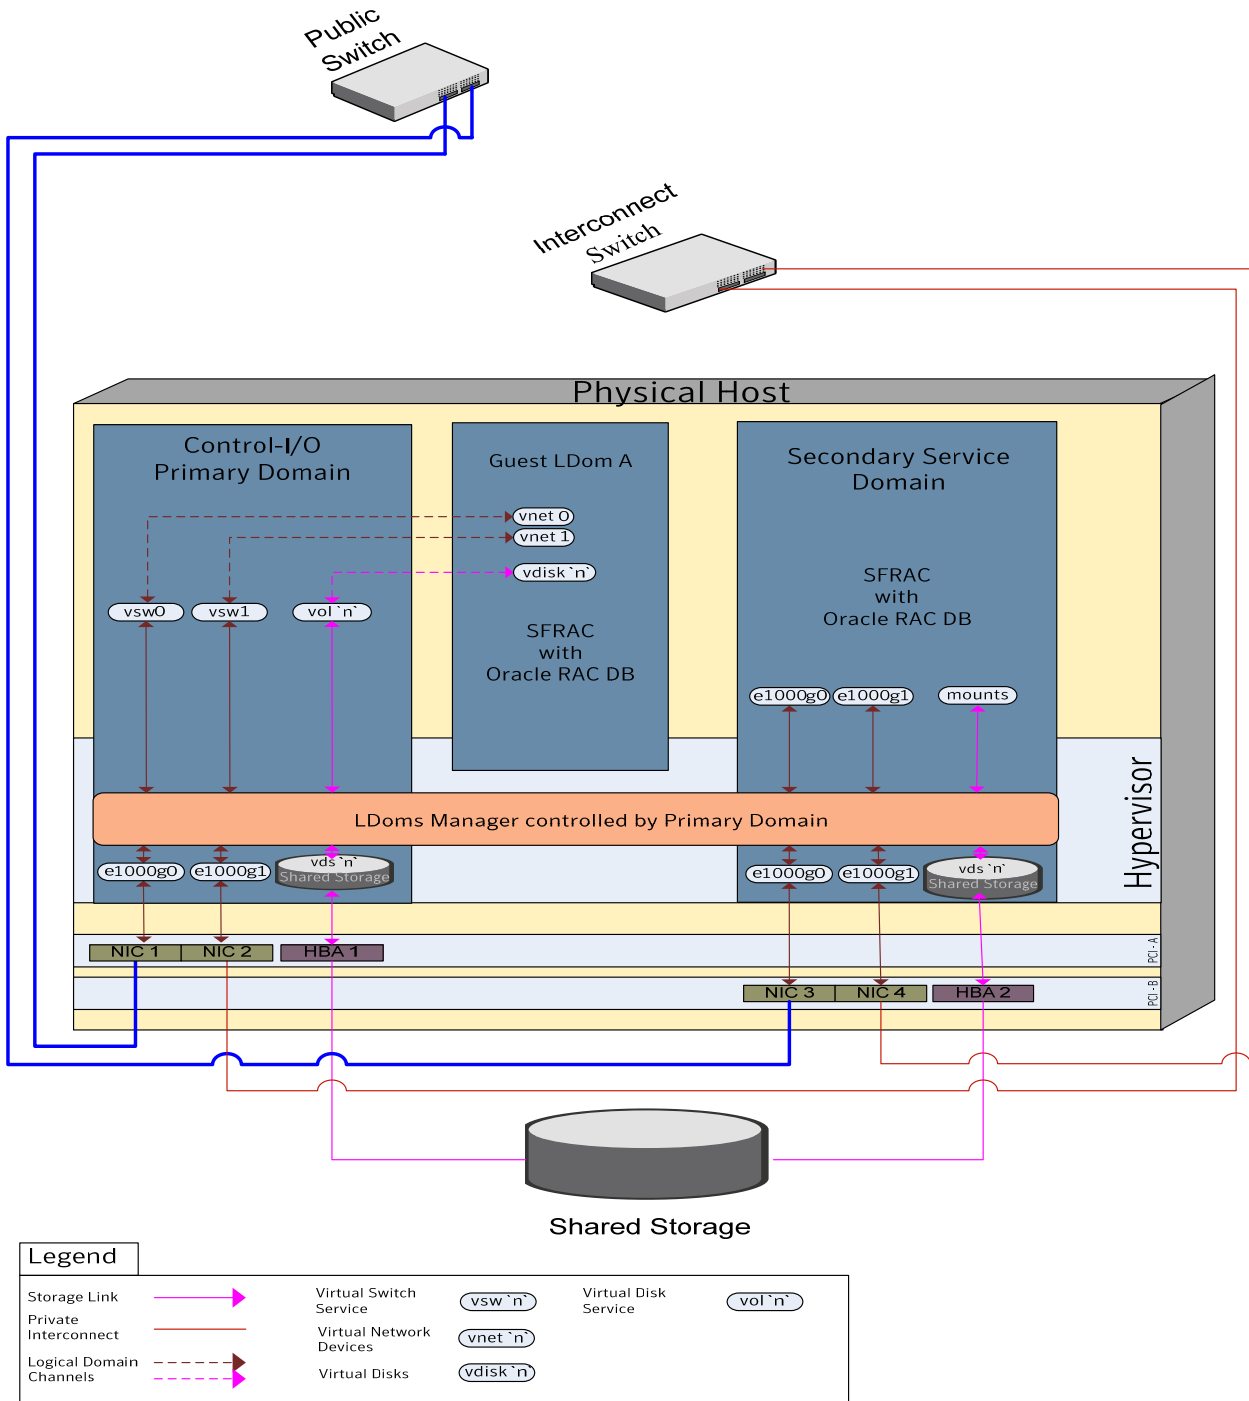 Public
Switch
Interconnect
Switch
Physical Host
Control-I/O
Primary Domain
Guest LDom A
Secondary Service
Domain
vnet 0
vnet 1
vdisk `n`
vsw0
vsw1
vol `n`
SFRAC
with
Oracle RAC DB
SFRAC
with
Oracle RAC DB
e1000g0
e1000g1
mounts
Hypervisor
LDoms Manager controlled by Primary Domain
e1000g0
e1000g1
vds `n`
Shared Storage
e1000g0
e1000g1
vds `n`
Shared Storage
NIC 1
NIC 2
HBA 1
PCI - A
NIC 3
NIC 4
HBA 2
PCI - B
Shared Storage
Legend
Storage Link
Private
Interconnect
Logical Domain
Channels
Virtual Switch
Service
vsw `n`
Virtual Network
Devices
vnet `n`
Virtual Disks
vdisk `n`
Virtual Disk
Service
vol `n`